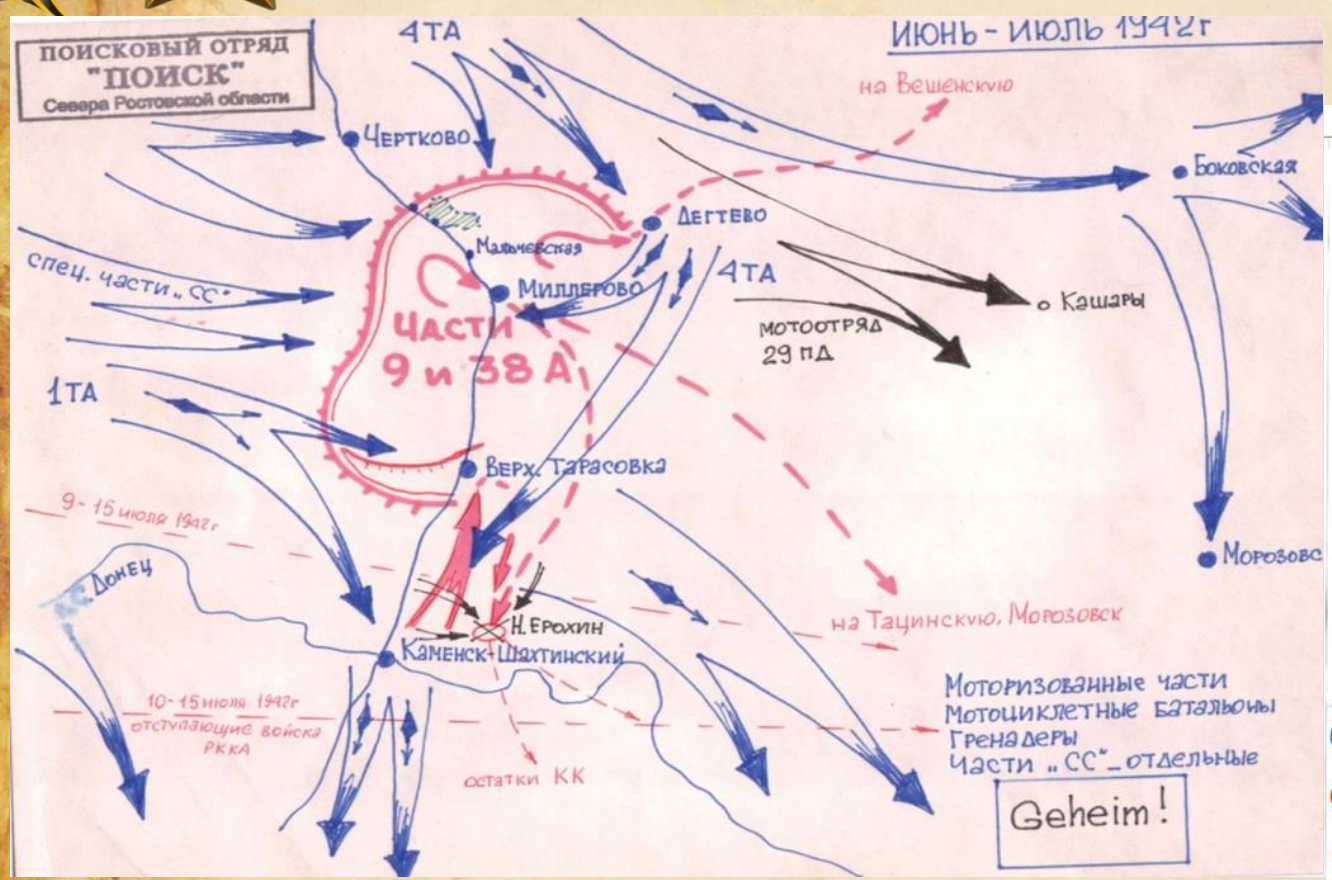 ПОИСКОВЫЙ ОТРЯД
"ПОИСК"
Севера Ростовской области
4ТА
ИЮНЬ - ИЮЛЬ 1942г
на Вешенскую
Чертково
Боковская
Дегтево
Мальчевская
спец. части „СС"
Миллерово
4ТА
Кашары
ЧАСТИ
9 и 38 А
МОТООТРЯД
29 ПД
1ТА
Верх. Тарасовка
9-15 июля 1942г
Донец
Морозовс
Н. Ерохин
на Тацинскую, Морозовск
Каменск-Шахтинский
10-15 июля 1942г
отступающие войска
РККА
остатки КК
Моторизованные части
Мотоциклетные батальоны
Гренадеры
Части „СС"_отдельные
Geheim!